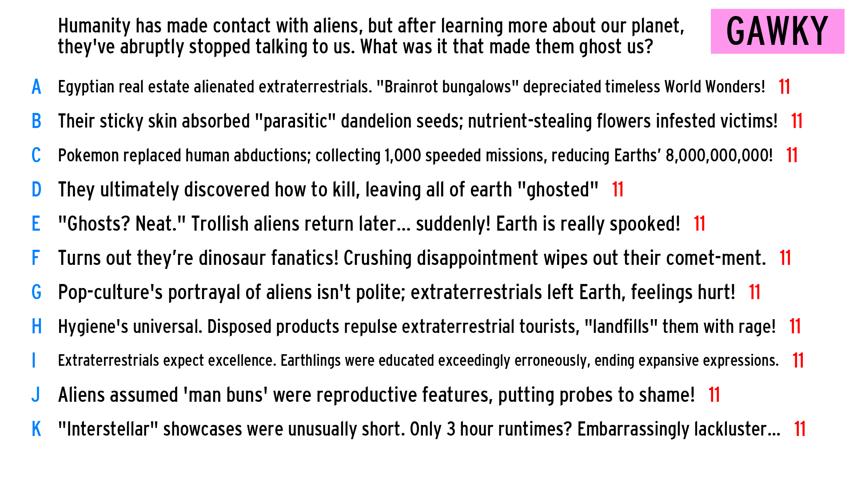 Humanity has made contact with aliens, but after learning more about our planet,
they've abruptly stopped talking to us. What was it that made them ghost us?
GAWKY
A Egyptian real estate alienated extraterrestrials. "Brainrot bungalows" depreciated timeless World Wonders! 11
B Their sticky skin absorbed "parasitic" dandelion seeds; nutrient-stealing flowers infested victims! 11
C Pokemon replaced human abductions; collecting 1,000 speeded missions, reducing Earths’ 8,000,000,000! 11
D They ultimately discovered how to kill, leaving all of earth "ghosted" 11
E "Ghosts? Neat." Trollish aliens return later... suddenly! Earth is really spooked! 11
F Turns out they’re dinosaur fanatics! Crushing disappointment wipes out their comet-ment. 11
G Pop-culture's portrayal of aliens isn't polite; extraterrestrials left Earth, feelings hurt! 11
H Hygiene's universal. Disposed products repulse extraterrestrial tourists, "landfills" them with rage! 11
I Extraterrestrials expect excellence. Earthlings were educated exceedingly erroneously, ending expansive expressions. 11
J Aliens assumed 'man buns' were reproductive features, putting probes to shame! 11
K "Interstellar" showcases were unusually short. Only 3 hour runtimes? Embarrassingly lackluster... 11